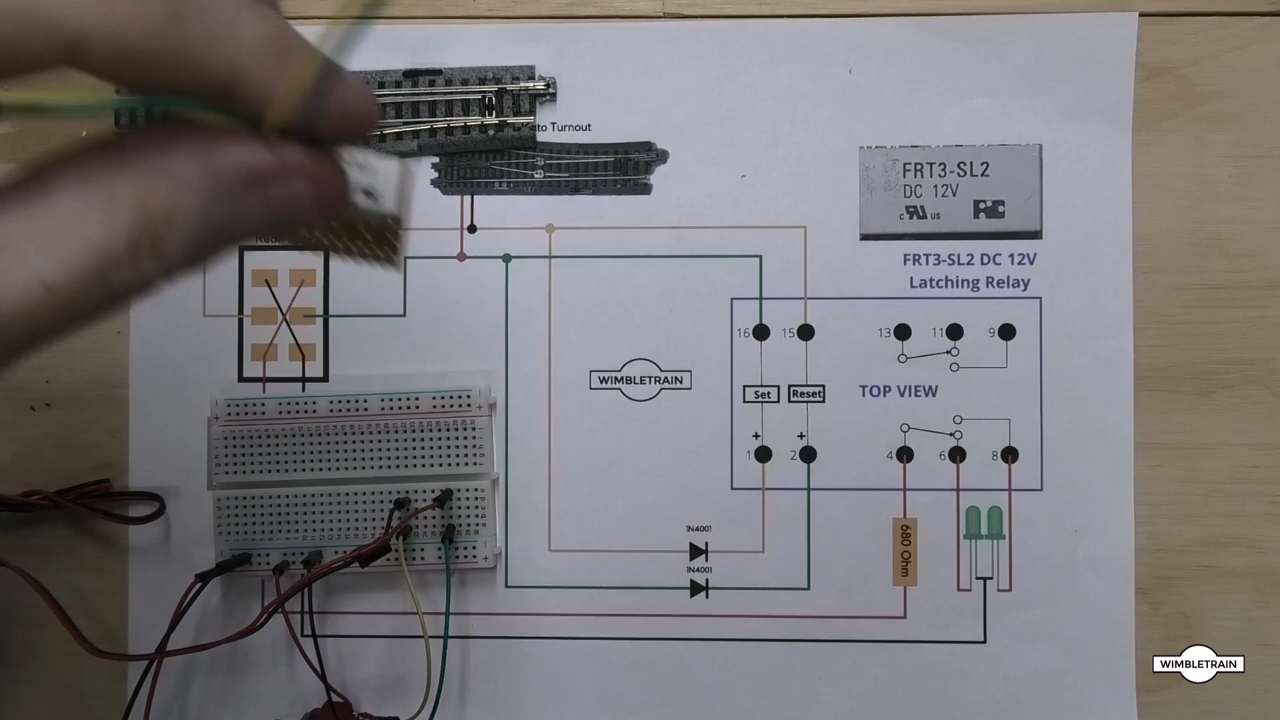 to Turnout
FRT3-SL2
DC 12V
c UL US
FRT3-SL2 DC 12V
Latching Relay
16
15
13
11
9
WIMBLETRAIN
Set
Reset
TOP VIEW
+
+
1
2
4
6
8
1N4001
1N4001
680 Ohm
WIMBLETRAIN